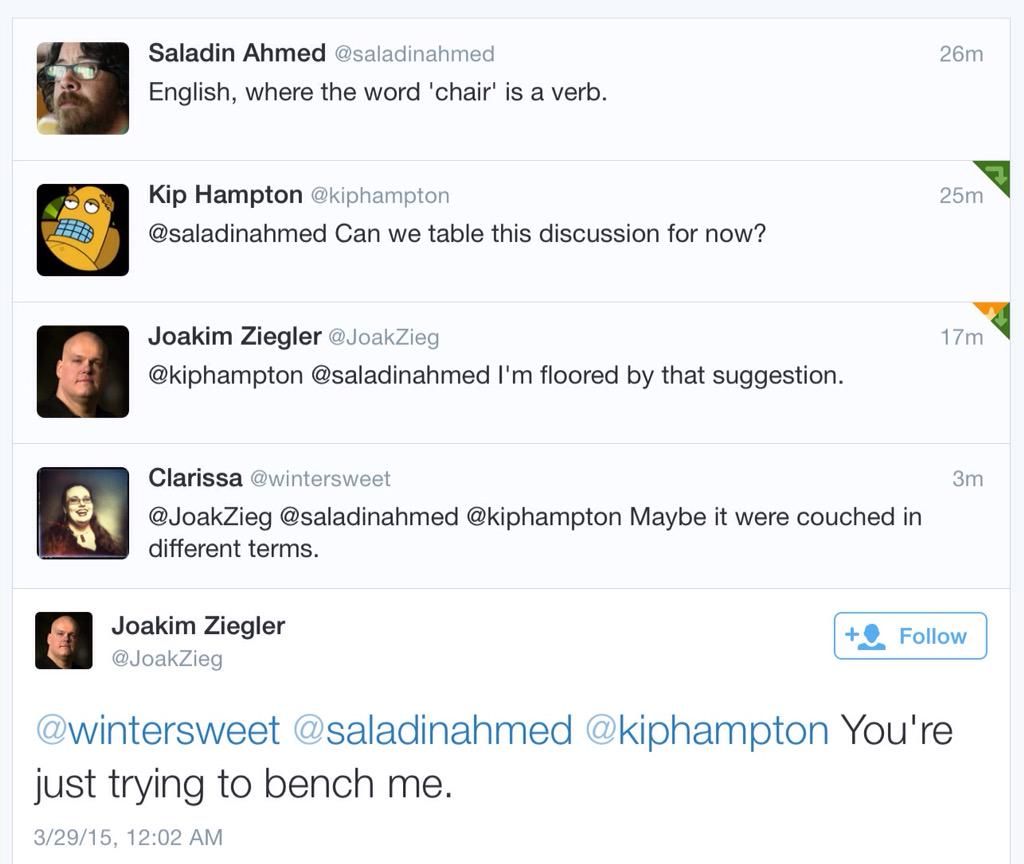 Saladin Ahmed @saladinahmed 26m
English, where the word 'chair' is a verb.
Kip Hampton @kiphampton 25m
@saladinahmed Can we table this discussion for now?
Joakim Ziegler @JoakZieg 17m
@kiphampton @saladinahmed I'm floored by that suggestion.
Clarissa @wintersweet 3m
@JoakZieg @saladinahmed @kiphampton Maybe it were couched in
different terms.
Joakim Ziegler
@JoakZieg
Follow
@wintersweet @saladinahmed @kiphampton You're
just trying to bench me.
3/29/15, 12:02 AM